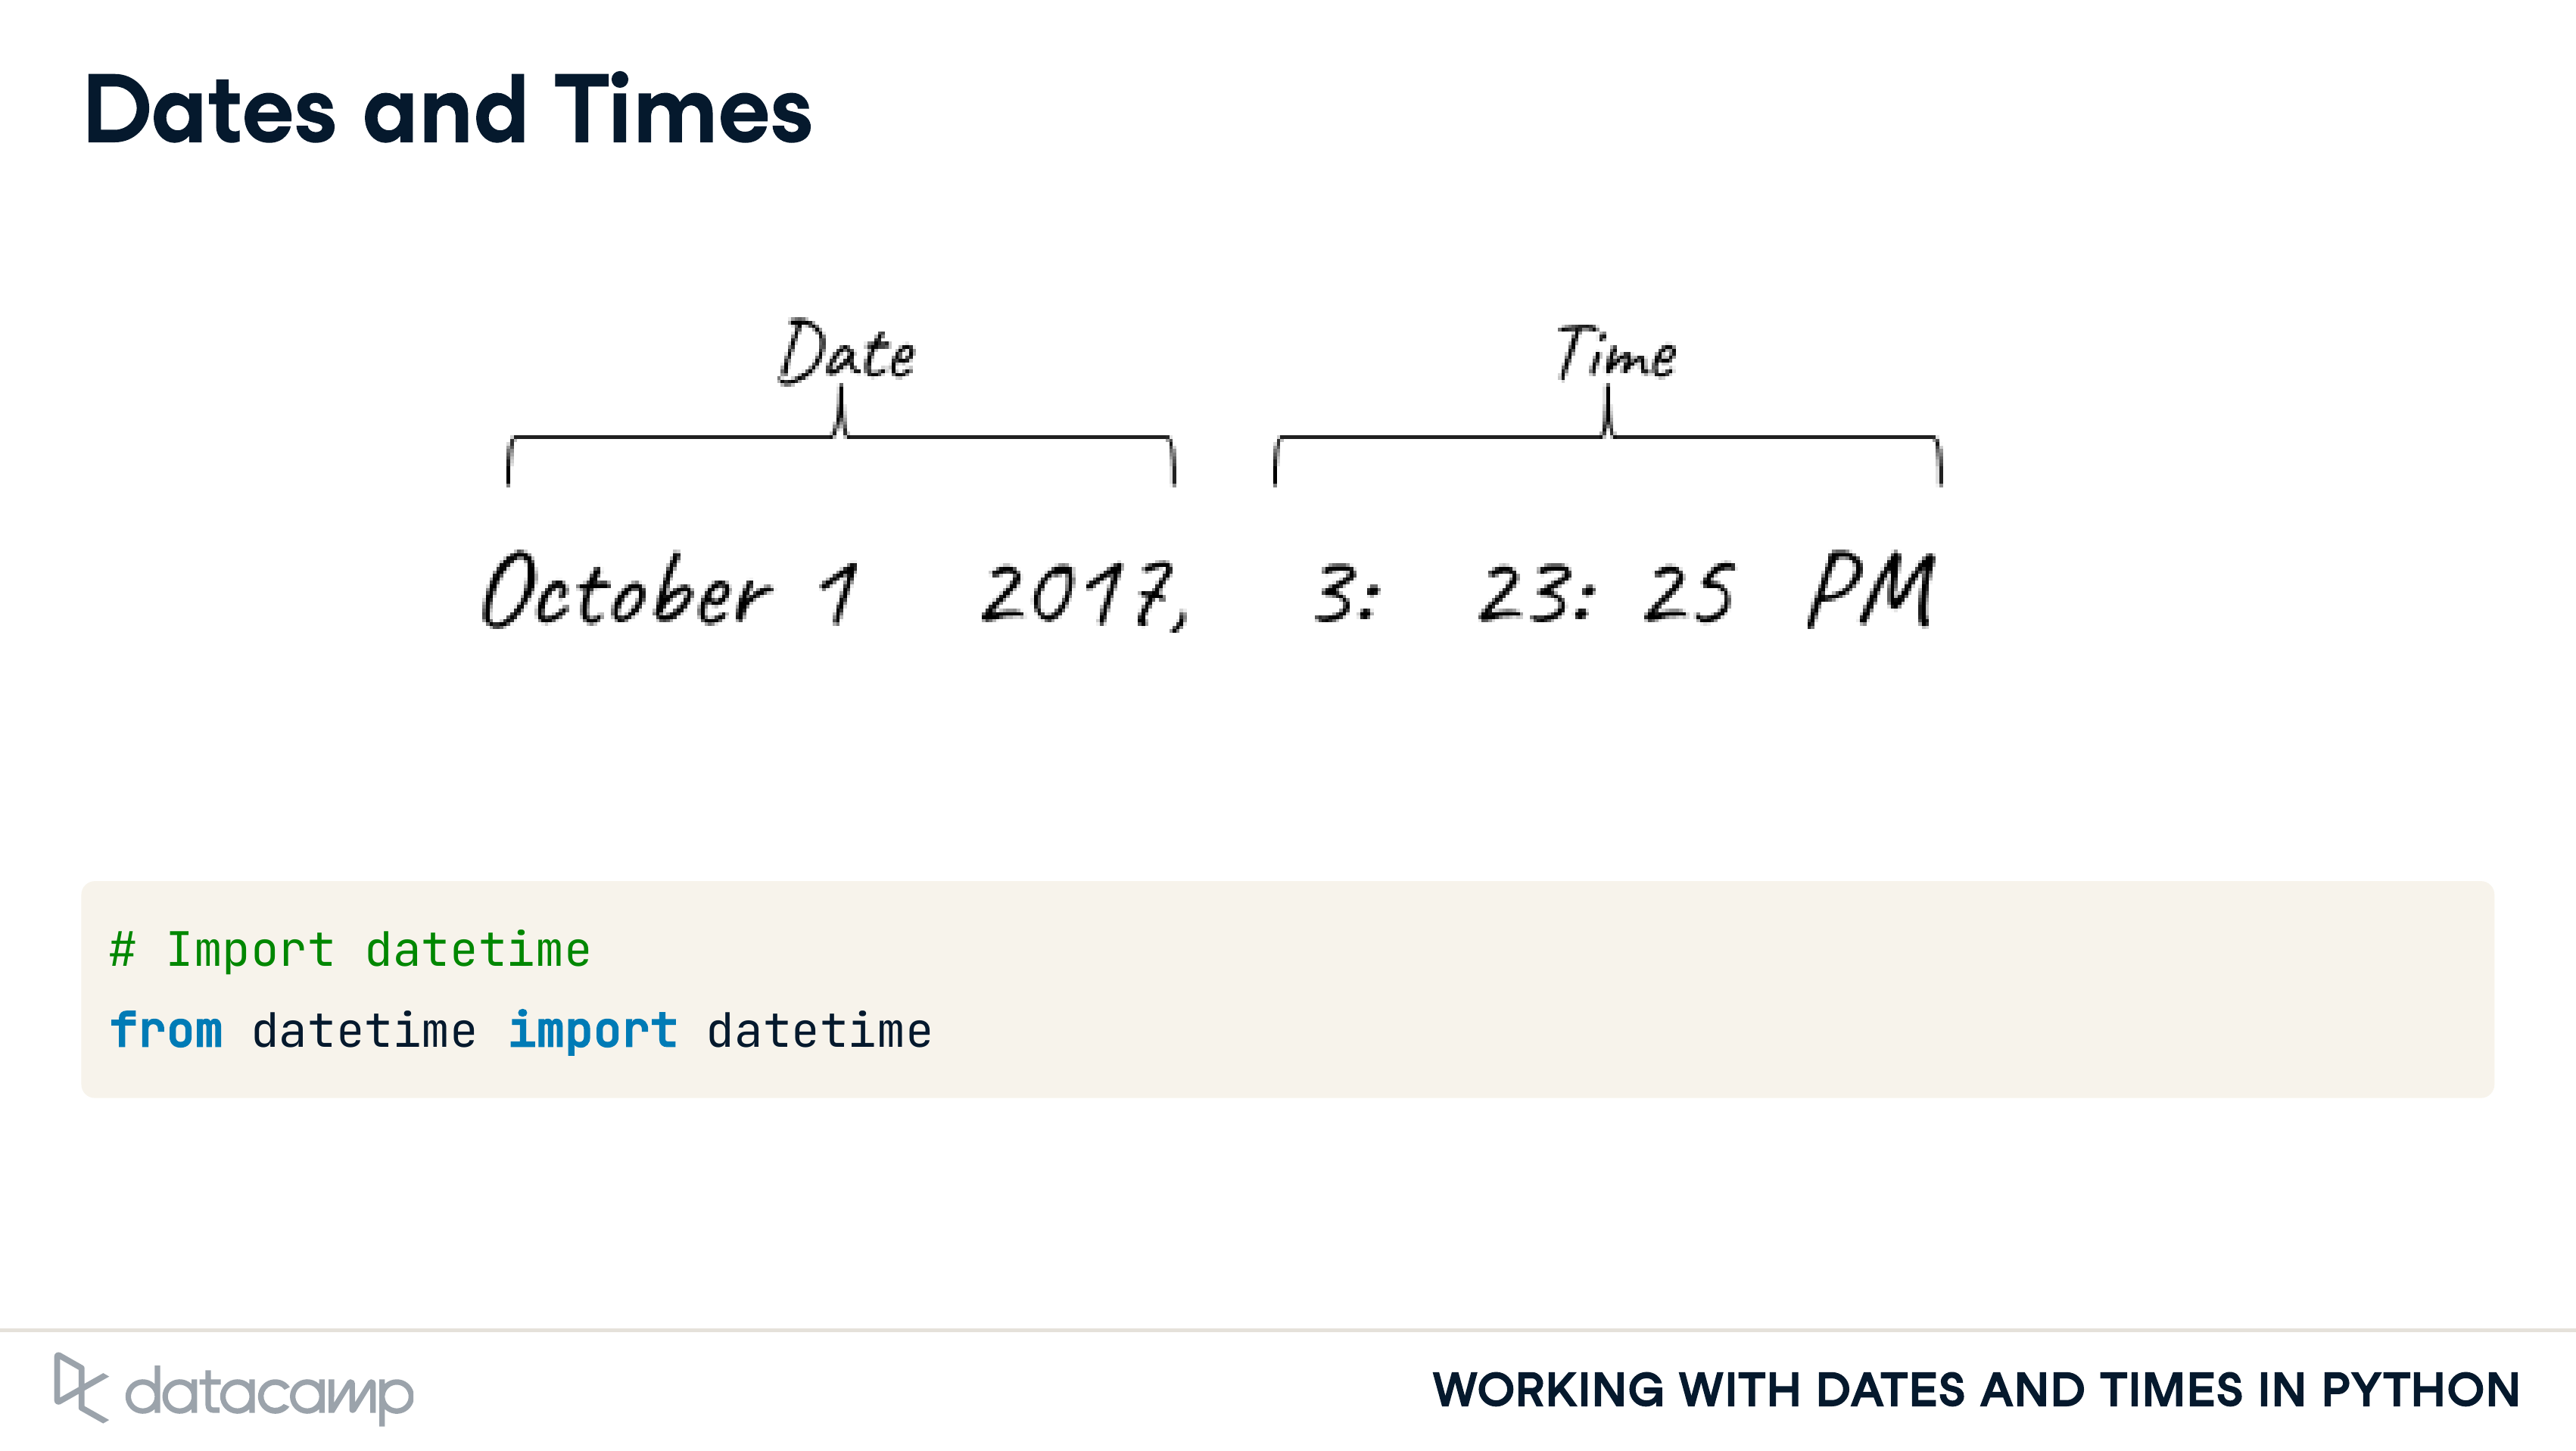 Dates and Times
Date Time
October 1 2017, 3: 23: 25 PM
# Import datetime
from datetime import datetime
datacamp
WORKING WITH DATES AND TIMES IN PYTHON